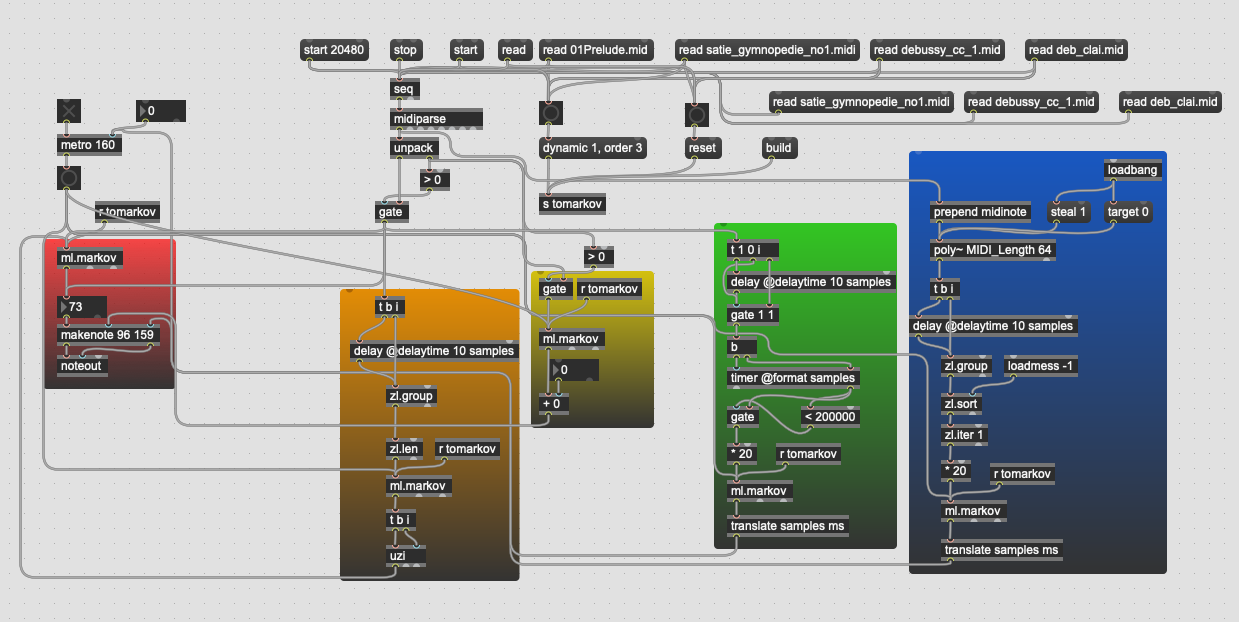 start 20480
stop
start
read
read 01Prelude.mid
read satie_gymnopedie_no1.midi
read debussy_cc_1.mid
read deb_clai.mid
seq
read satie_gymnopedie_no1.midi
read debussy_cc_1.mid
read deb_clai.mid
0
midiparse
metro 160
unpack
dynamic 1, order 3
reset
build
> 0
loadbang
r tomarkov
gate
s tomarkov
prepend midinote
steal 1
target 0
ml.markov
> 0
t 1 0 i
poly~ MIDI_Length 64
gate
r tomarkov
delay @delaytime 10 samples
t b i
73
t b i
gate 1 1
makenote 96 159
ml.markov
delay @delaytime 10 samples
noteout
delay @delaytime 10 samples
b
0
timer @format samples
zl.group
loadmess -1
zl.group
+ 0
gate
< 200000
zl.sort
zl.iter 1
zl.len
r tomarkov
* 20
r tomarkov
* 20
r tomarkov
ml.markov
ml.markov
ml.markov
t b i
translate samples ms
uzi
translate samples ms